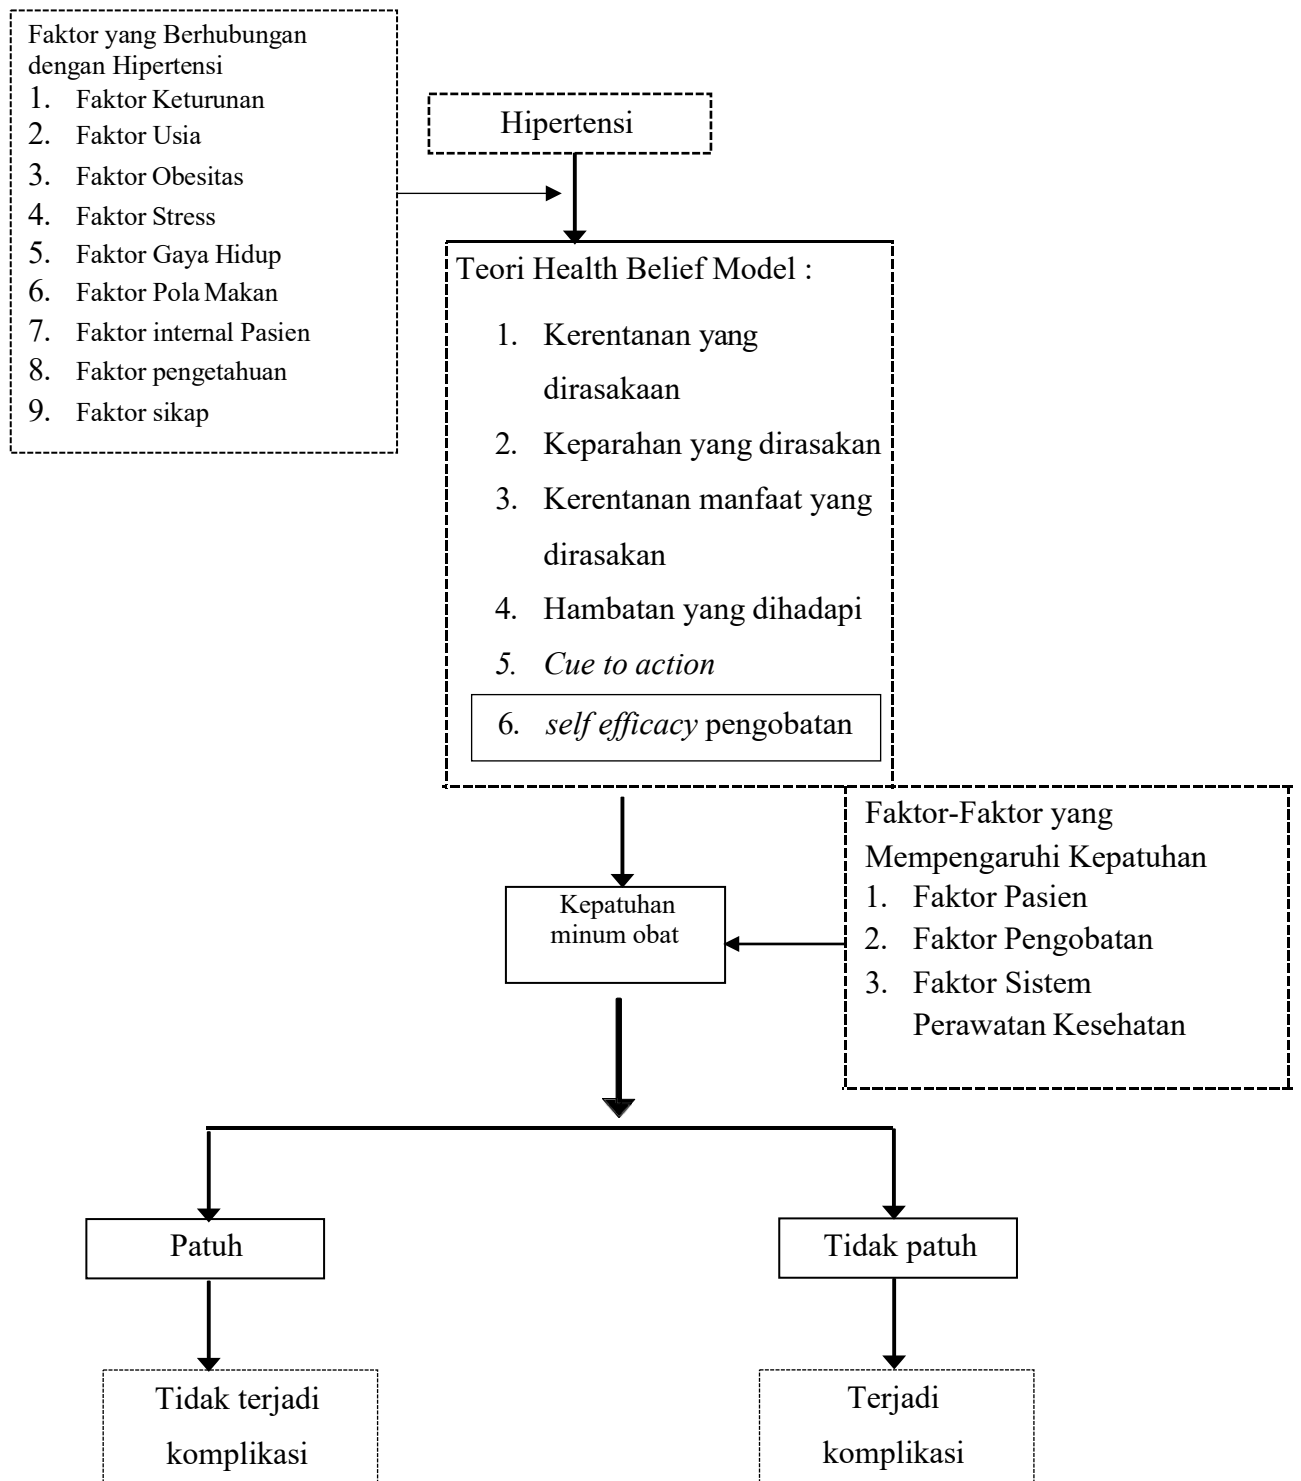 Faktor yang Berhubungan
dengan Hipertensi
1. Faktor Keturunan
2. Faktor Usia
3. Faktor Obesitas
4. Faktor Stress
5. Faktor Gaya Hidup
6. Faktor Pola Makan
7. Faktor internal Pasien
8. Faktor pengetahuan
9. Faktor sikap
Hipertensi
Teori Health Belief Model :
1. Kerentanan yang
dirasakaan
2. Keparahan yang dirasakan
3. Kerentanan manfaat yang
dirasakan
4. Hambatan yang dihadapi
5. Cue to action
6. self efficacy pengobatan
Faktor-Faktor yang
Mempengaruhi Kepatuhan
1. Faktor Pasien
2. Faktor Pengobatan
3. Faktor Sistem
Perawatan Kesehatan
Kepatuhan
minum obat
Patuh
Tidak patuh
Tidak terjadi
komplikasi
Terjadi
komplikasi